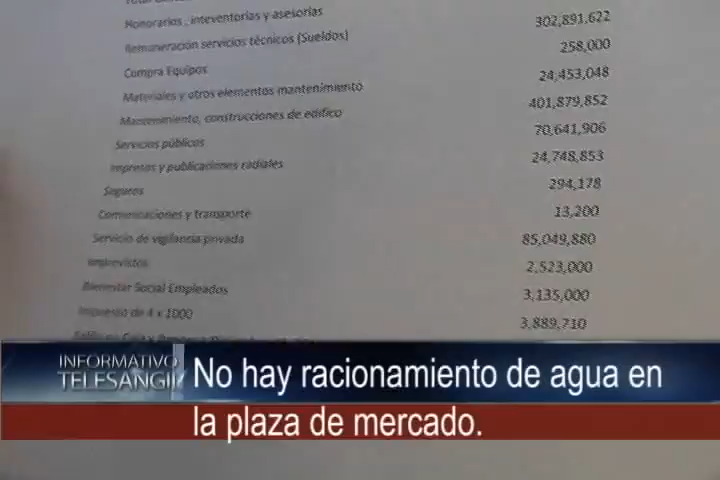 Honorarios , inteventorias y asesorías
Remuneración servicios técnicos (Sueldos)
Compra Equipos
Materiales y otros elementos mantenimiento
Mantenimiento, construcciones de edifico
Servicios públicos
Impresos y publicaciones radiales
Seguros
Comunicaciones y transporte
Servicio de vigilancia privada
Imprevistos
Bienestar Social Empleados
Impuesto de 4 x 1000
302,891,622
258,000
24,453,048
401,879,852
70,641,906
24,748,853
294,178
13,200
85,049,880
2,523,000
3,135,000
3,889,710
INFORMATIVO
TELESANGIL
No hay racionamiento de agua en
la plaza de mercado.